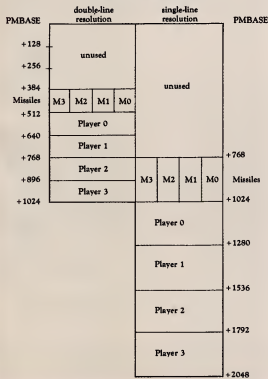 double-line resolution
single-line resolution
PMBASE
PMBASE
+128
unused
+256
unused
+384
Missiles
M3 M2 M1 M0
+512
Player 0
+640
Player 1
+768
+768
Player 2
M3 M2 M1 M0
Missiles
+896
Player 3
+1024
+1024
Player 0
+1280
Player 1
+1536
Player 2
+1792
Player 3
+2048